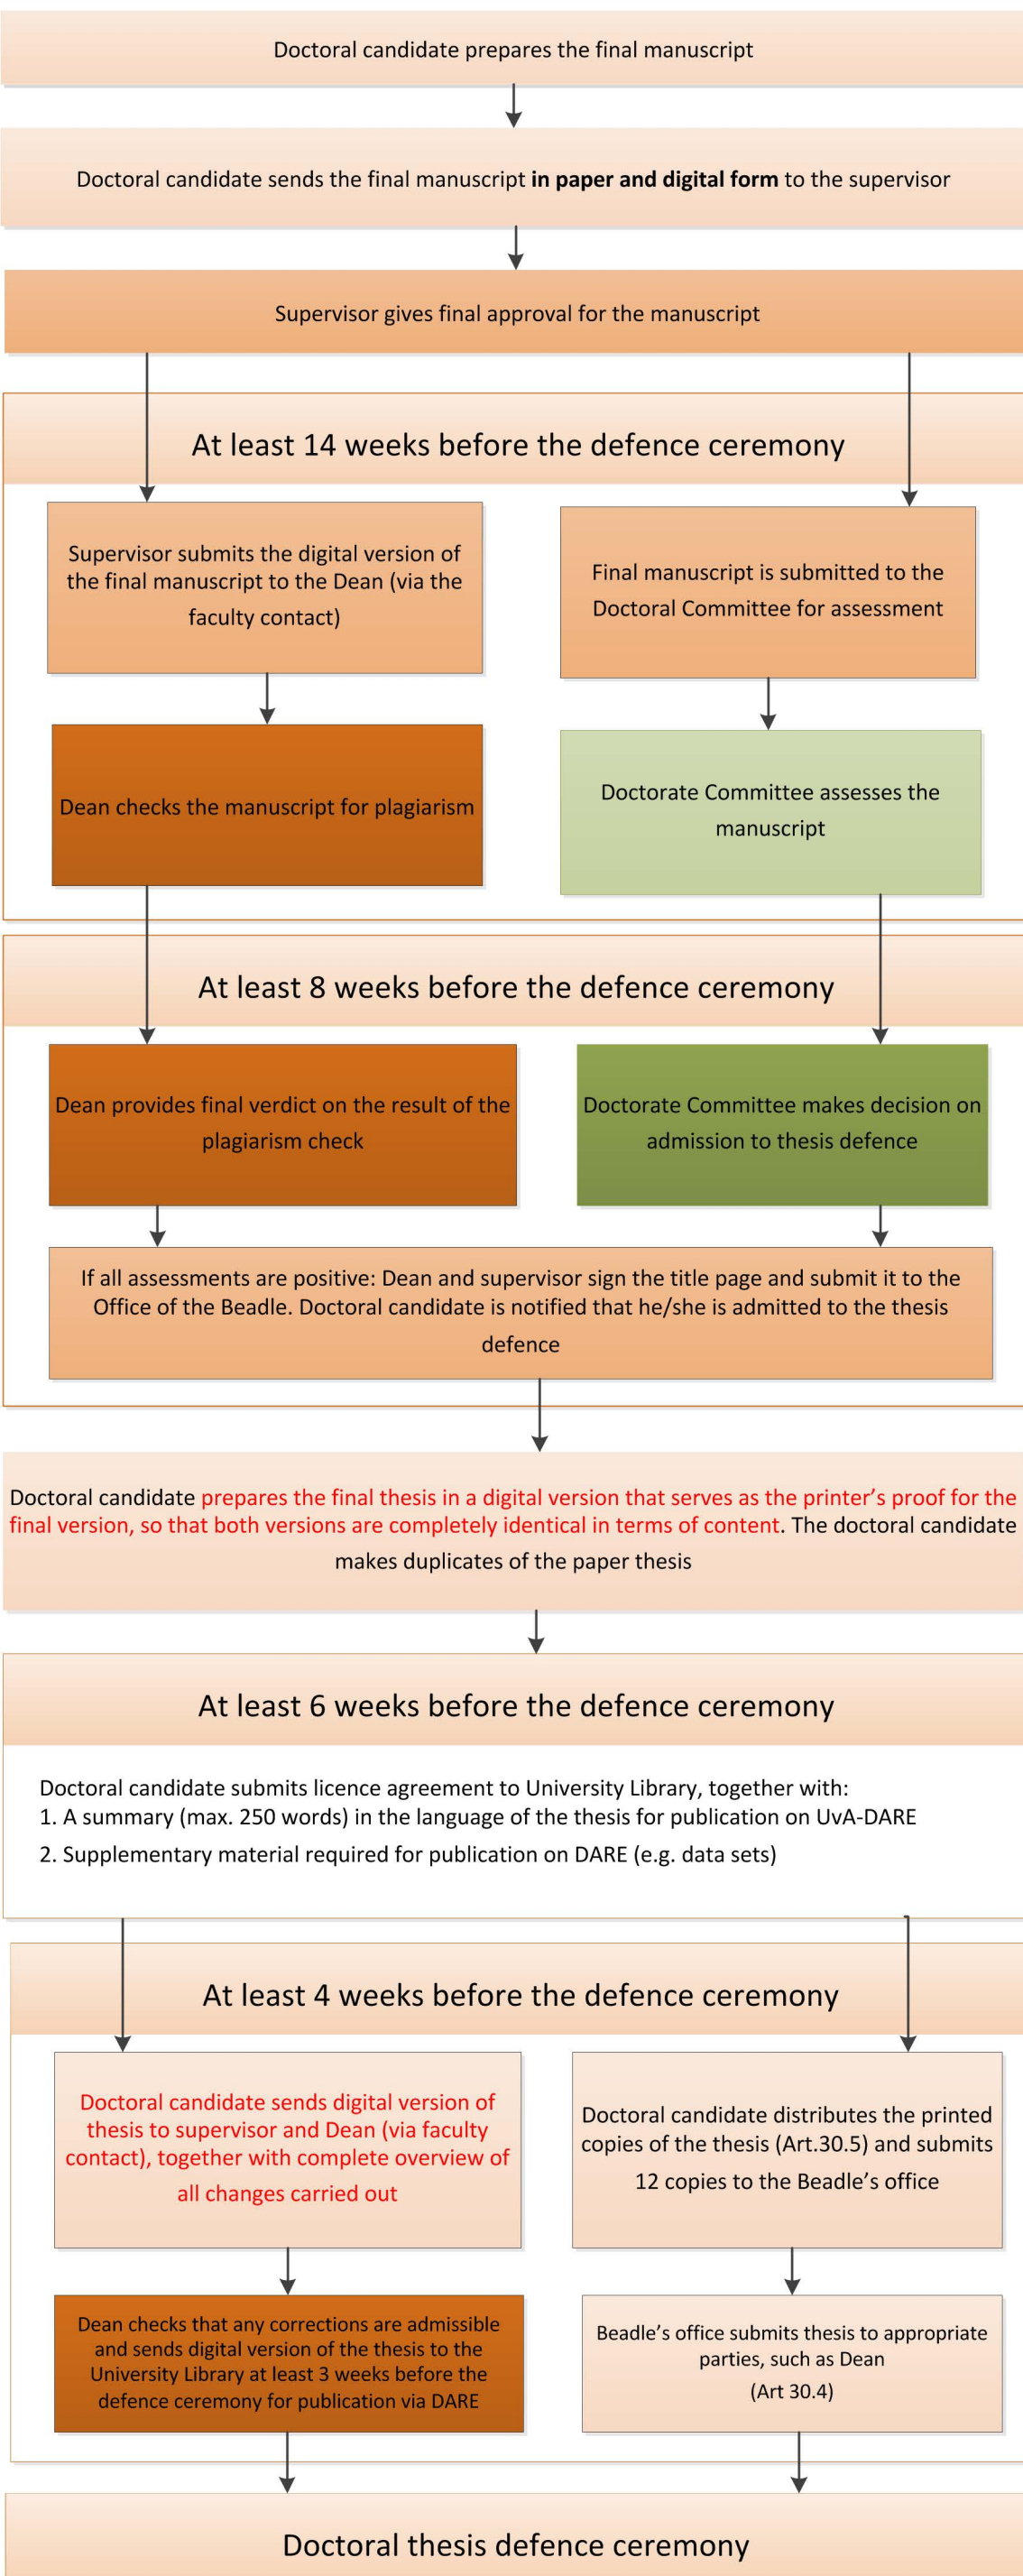 Doctoral candidate prepares the final manuscript
Doctoral candidate sends the final manuscript in paper and digital form to the supervisor
Supervisor gives final approval for the manuscript
At least 14 weeks before the defence ceremony
Supervisor submits the digital version of
the final manuscript to the Dean (via the
faculty contact)
Final manuscript is submitted to the
Doctoral Committee for assessment
Dean checks the manuscript for plagiarism
Doctorate Committee assesses the
manuscript
At least 8 weeks before the defence ceremony
Dean provides final verdict on the result of the
plagiarism check
Doctorate Committee makes decision on
admission to thesis defence
If all assessments are positive: Dean and supervisor sign the title page and submit it to the
Office of the Beadle. Doctoral candidate is notified that he/she is admitted to the thesis
defence
Doctoral candidate prepares the final thesis in a digital version that serves as the printer’s proof for the
final version, so that both versions are completely identical in terms of content. The doctoral candidate
makes duplicates of the paper thesis
At least 6 weeks before the defence ceremony
Doctoral candidate submits licence agreement to University Library, together with:
1. A summary (max. 250 words) in the language of the thesis for publication on UvA-DARE
2. Supplementary material required for publication on DARE (e.g. data sets)
At least 4 weeks before the defence ceremony
Doctoral candidate sends digital version of
thesis to supervisor and Dean (via faculty
contact), together with complete overview of
all changes carried out
Doctoral candidate distributes the printed
copies of the thesis (Art.30.5) and submits
12 copies to the Beadle’s office
Dean checks that any corrections are admissible
and sends digital version of the thesis to the
University Library at least 3 weeks before the
defence ceremony for publication via DARE
Beadle’s office submits thesis to appropriate
parties, such as Dean
(Art 30.4)
Doctoral thesis defence ceremony